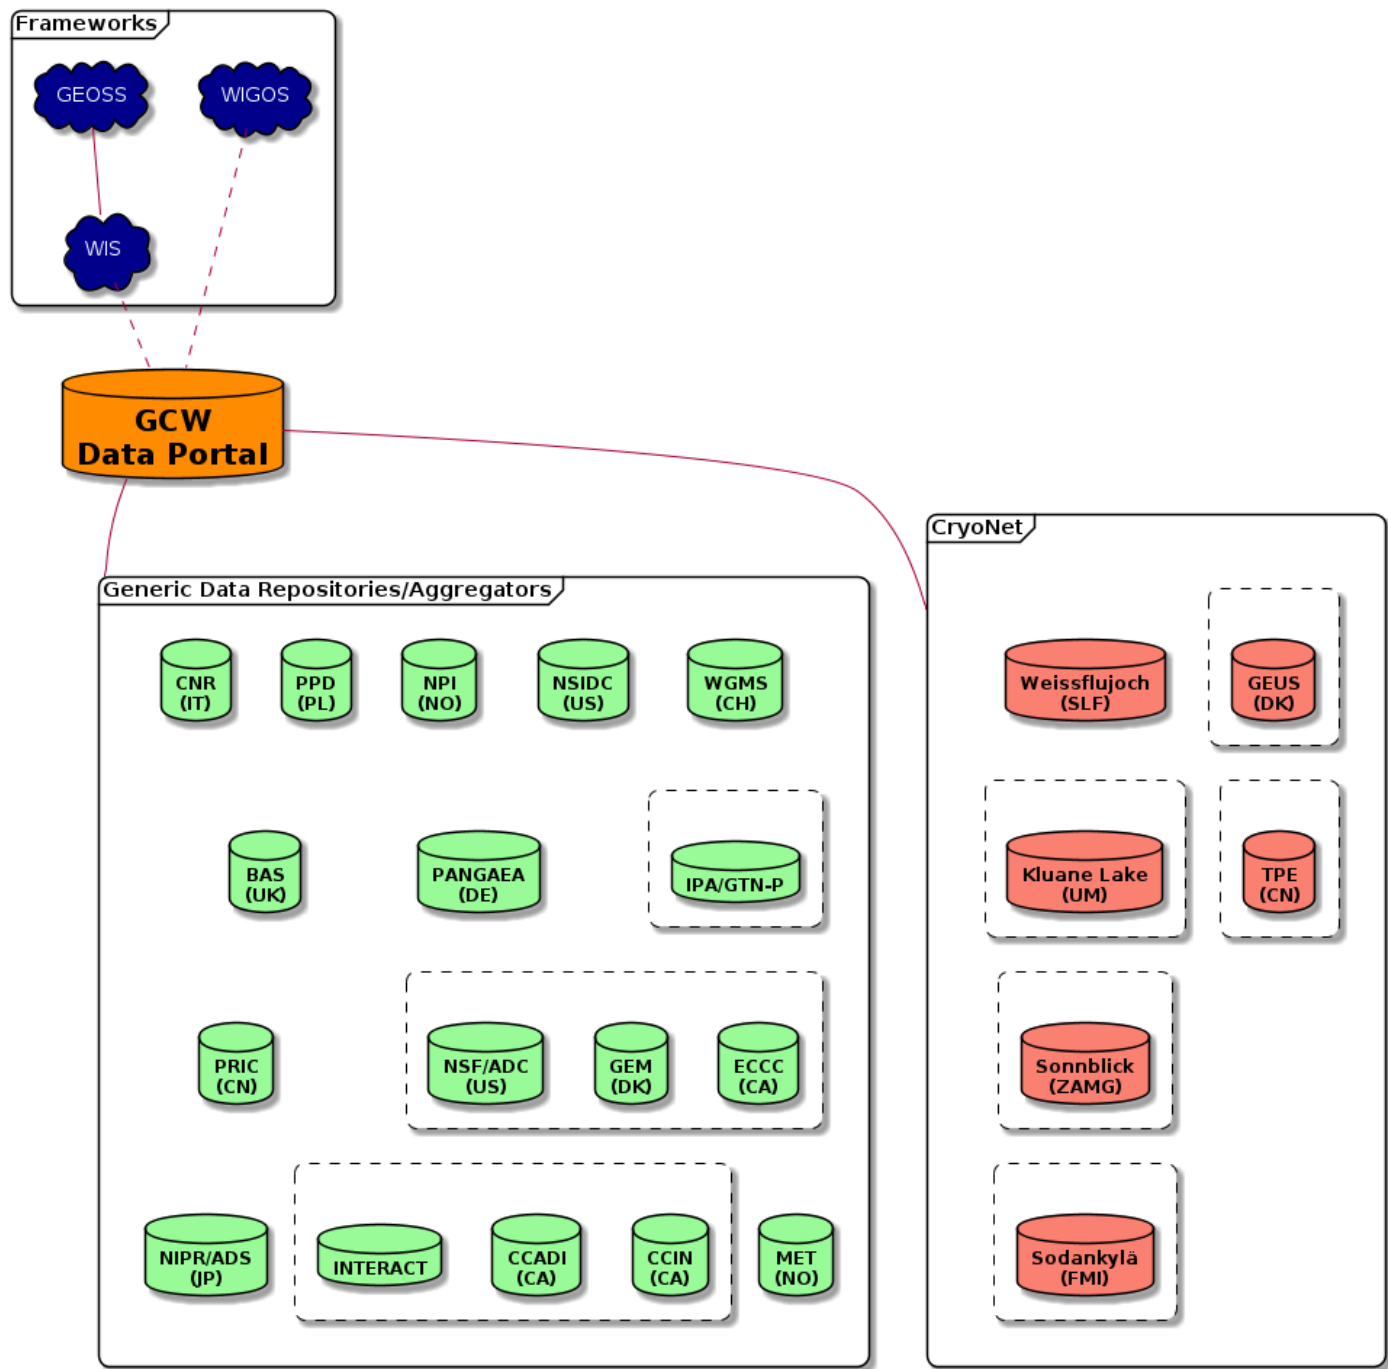 Frameworks
GEOSS
WIGOS
WIS
GCW
Data Portal
Generic Data Repositories/Aggregators
CNR
(IT)
PPD
(PL)
NPI
(NO)
NSIDC
(US)
WGMS
(CH)
BAS
(UK)
PANGAEA
(DE)
IPA/GTN-P
PRIC
(CN)
NSF/ADC
(US)
GEM
(DK)
ECCC
(CA)
NIPR/ADS
(JP)
INTERACT
CCADI
(CA)
CCIN
(CA)
MET
(NO)
CryoNet
Weissflujoch
(SLF)
GEUS
(DK)
Kluane Lake
(UM)
TPE
(CN)
Sonnblick
(ZAMG)
Sodankylä
(FMI)